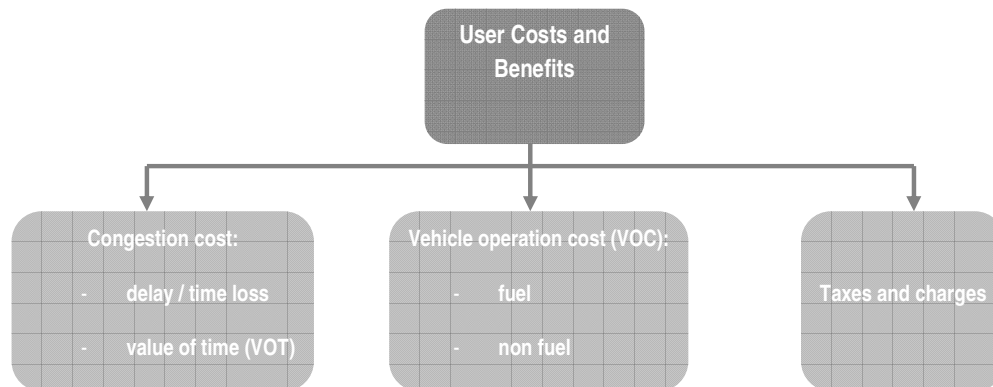 User Costs and
Benefits
Congestion cost:
- delay / time loss
- value of time (VOT)
Vehicle operation cost (VOC):
- fuel
- non fuel
Taxes and charges